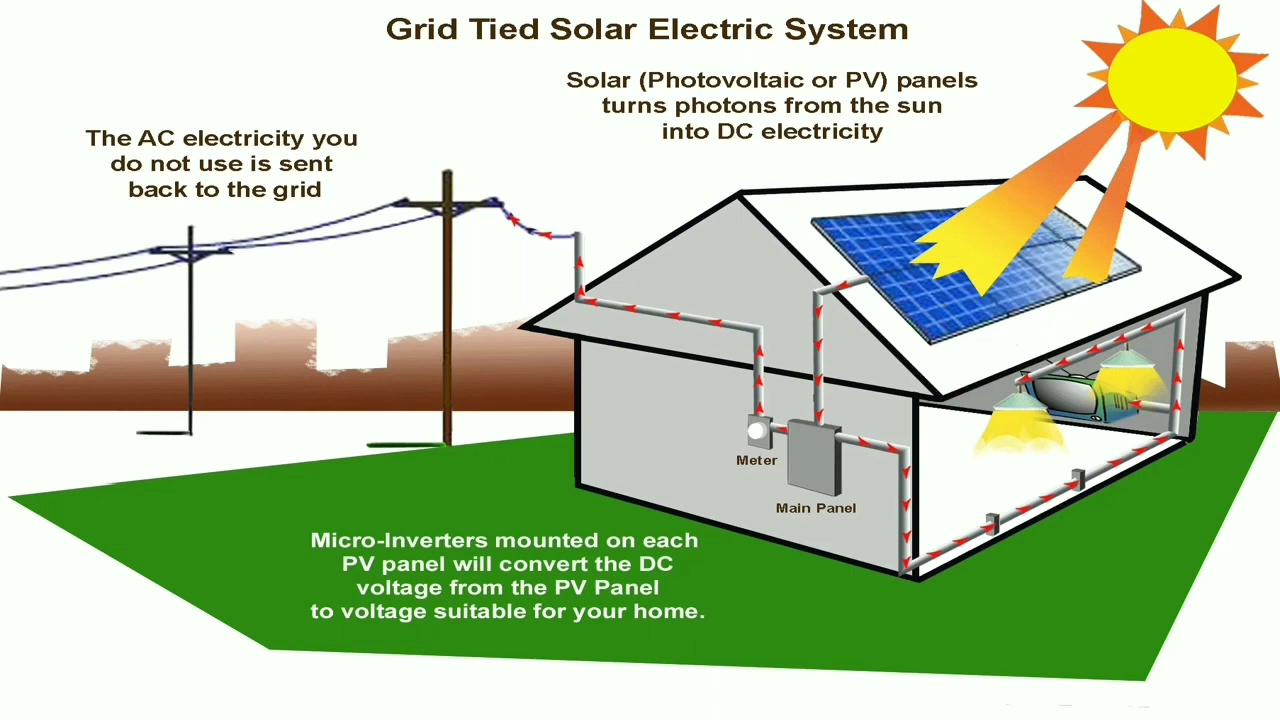 Grid Tied Solar Electric System
Solar (Photovoltaic or PV) panels
turns photons from the sun
into DC electricity
The AC electricity you
do not use is sent
back to the grid
Meter
Main Panel
Micro-Inverters mounted on each
PV panel will convert the DC
voltage from the PV Panel
to voltage suitable for your home.